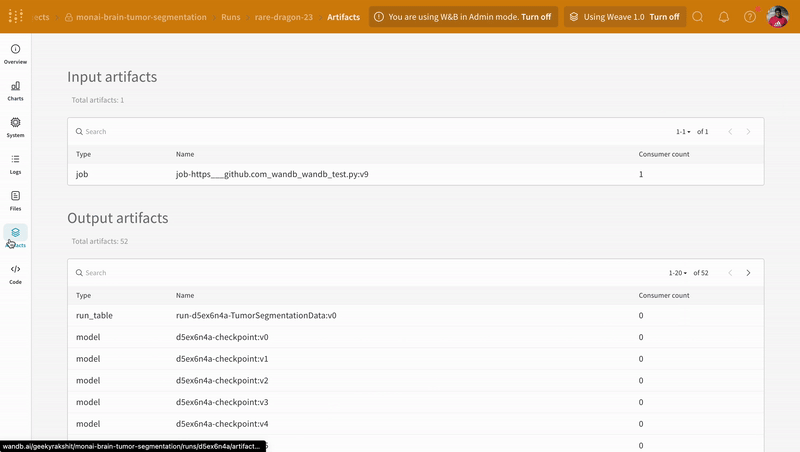 ects monai-brain-tumor-segmentation Runs rare-dragon-23 Artifacts You are using W&B in Admin mode. Turn off Using Weave 1.0 Turn off
Overview
Charts
System
Logs
Files
Artifacts
Code
Input artifacts
Total artifacts: 1
Search 1-1 of 1
Type Name Consumer count
job job-https___github.com_wandb_wandb_test.py:v9 1
Output artifacts
Total artifacts: 52
Search 1-20 of 52
Type Name Consumer count
run_table run-d5ex6n4a-TumorSegmentationData:v0 0
model d5ex6n4a-checkpoint:v0 0
model d5ex6n4a-checkpoint:v1 0
model d5ex6n4a-checkpoint:v2 0
model d5ex6n4a-checkpoint:v3 0
model d5ex6n4a-checkpoint:v4 0
0
wandb.ai/geekyrakshit/monai-brain-tumor-segmentation/runs/d5ex6n4a/artifact...